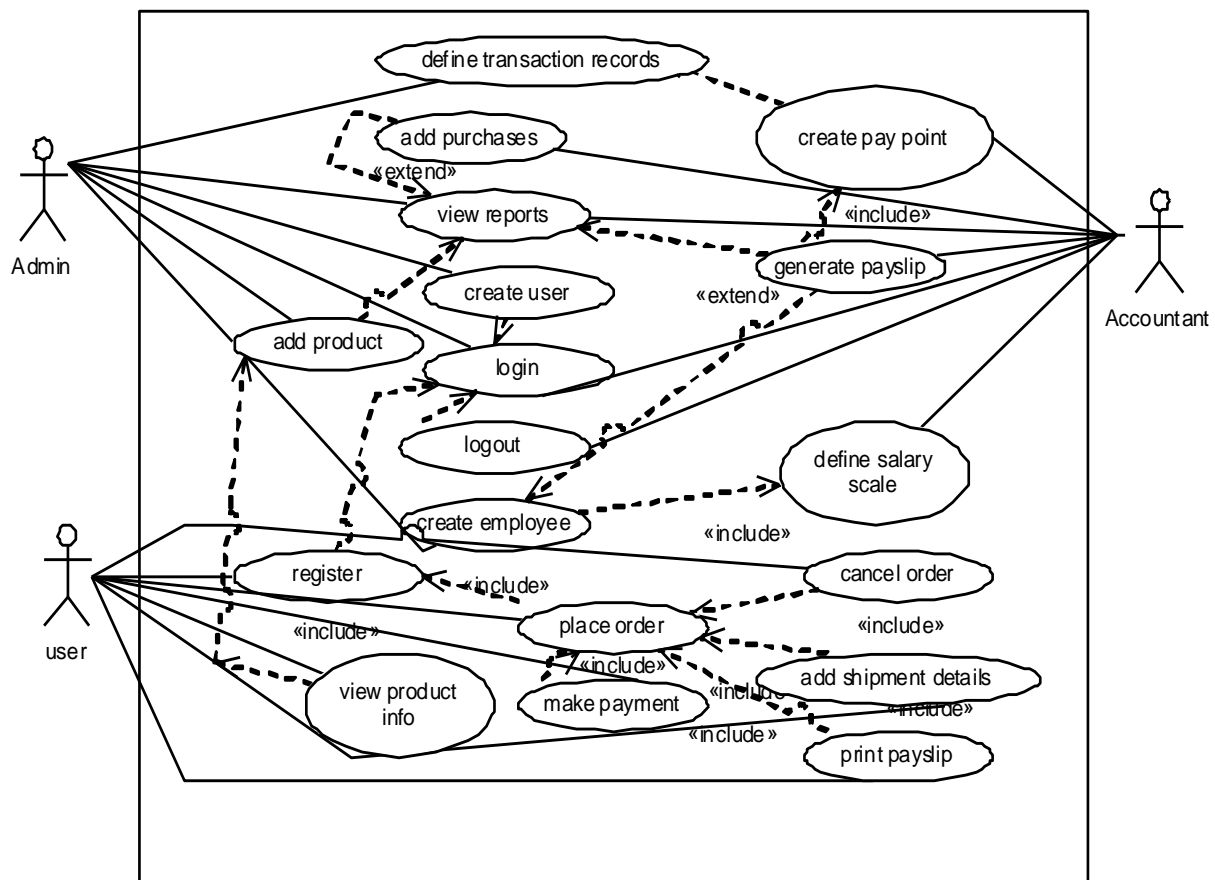 define transaction records
add purchases
create pay point
«extend»
view reports
«include»
Admin
generate payslip
create user
«extend»
Accountant
add product
login
logout
define salary
scale
create employee
«include»
register
«include»
cancel order
place order
«include»
«include»
user
«include»
add shipment details
view product
info
make payment
«include»
«include»
«include»
print payslip